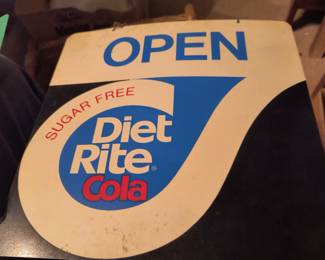 OPEN
SUGAR FREE
Diet
Rite®
Cola